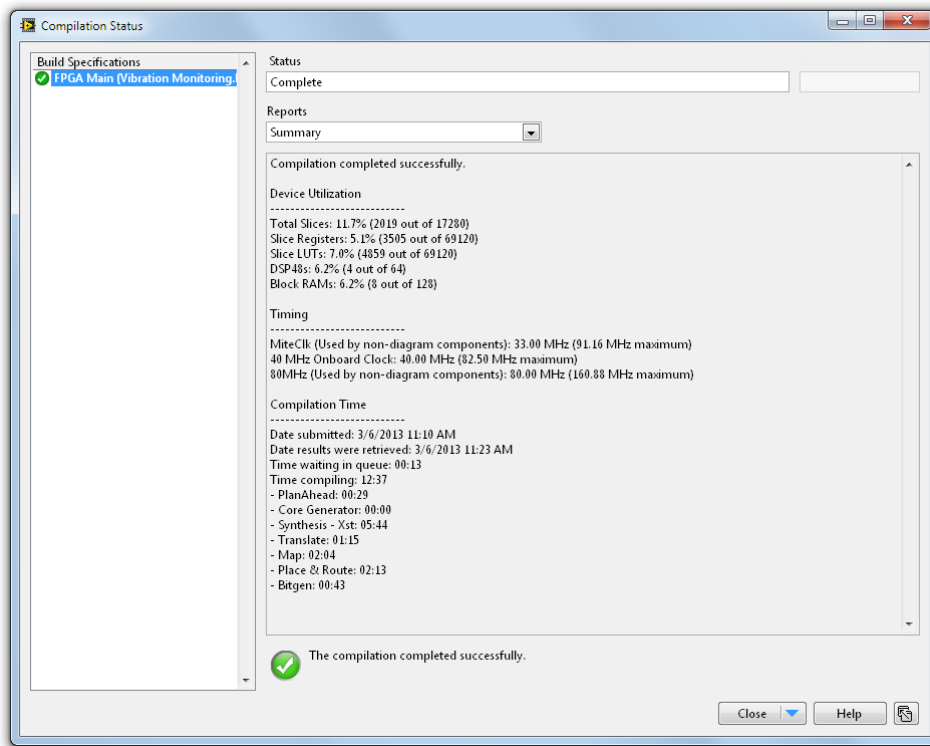 Compilation Status
Build Specifications
FPGA Main (Vibration Monitoring.
Status
Complete
Reports
Summary
Compilation completed successfully.
Device Utilization
---------------------------
Total Slices: 11.7% (2019 out of 17280)
Slice Registers: 5.1% (3505 out of 69120)
Slice LUTs: 7.0% (4859 out of 69120)
DSP48s: 6.2% (4 out of 64)
Block RAMs: 6.2% (8 out of 128)
Timing
---------------------------
MiteClk (Used by non-diagram components): 33.00 MHz (91.16 MHz maximum)
40 MHz Onboard Clock: 40.00 MHz (82.50 MHz maximum)
80MHz (Used by non-diagram components): 80.00 MHz (160.88 MHz maximum)
Compilation Time
---------------------------
Date submitted: 3/6/2013 11:10 AM
Date results were retrieved: 3/6/2013 11:23 AM
Time waiting in queue: 00:13
Time compiling: 12:37
- PlanAhead: 00:29
- Core Generator: 00:00
- Synthesis - Xst: 05:44
- Translate: 01:15
- Map: 02:04
- Place & Route: 02:13
- Bitgen: 00:43
The compilation completed successfully.
Close
Help